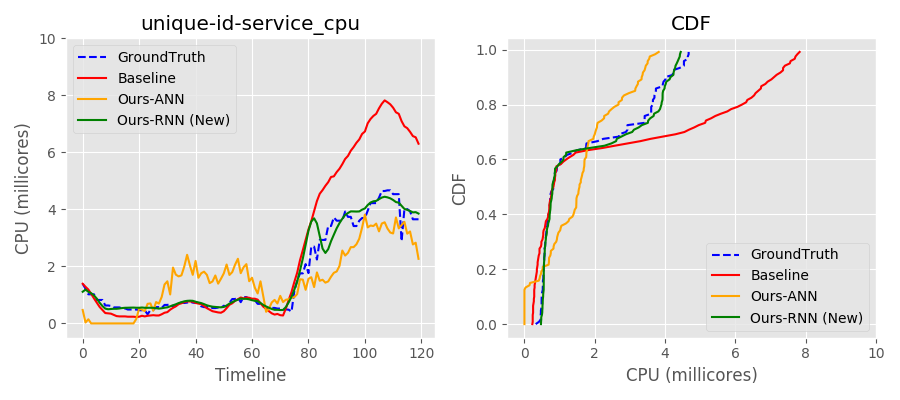 unique-id-service_cpu
CPU (millicores)
10
8
6
4
2
0
GroundTruth
Baseline
Ours-ANN
Ours-RNN (New)
0 20 40 60 80 100 120
Timeline
CDF
CDF
1.0
0.8
0.6
0.4
0.2
0.0
GroundTruth
Baseline
Ours-ANN
Ours-RNN (New)
0 2 4 6 8 10
CPU (millicores)